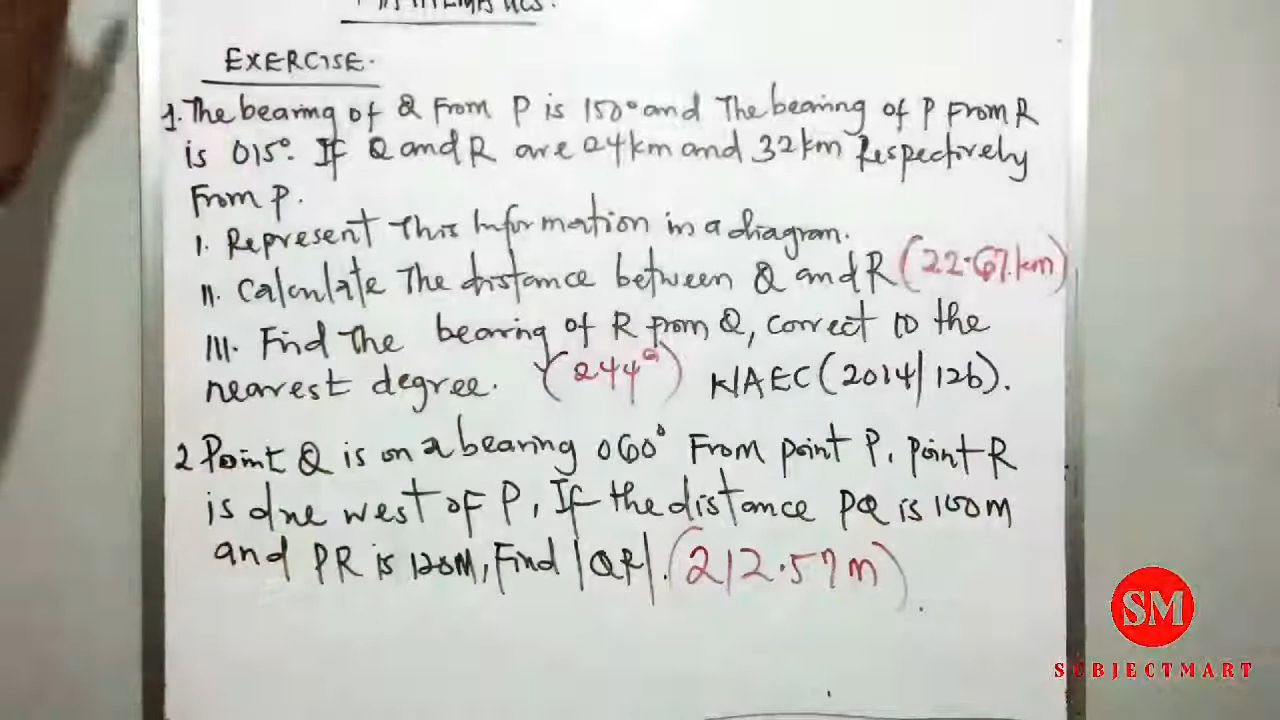 EXERCISE.
1. The bearing of Q From P is 150° and The bearing of P From R
is 015°. If Q and R are 24km and 32km Respectively
From P.
I. Represent This Information in a diagram.
II. Calculate The distance between Q and R (22.67km)
III. Find The bearing of R from Q, correct to the
nearest degree. (244°) WAEC (2014/12b).
2 Point Q is on a bearing 060° From point P. Point R
is due west of P. If the distance PQ is 100m
and PR is 120M, Find |QR|. (212.57m)
SM
SUBJECTMART